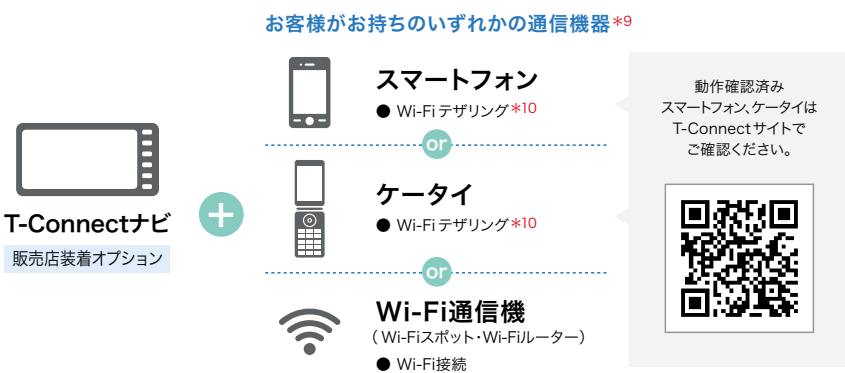 お客様がお持ちのいずれかの通信機器*9
スマートフォン
● Wi-Fiテザリング*10
or
ケータイ
● Wi-Fiテザリング*10
or
Wi-Fi通信機
(Wi-Fiスポット・Wi-Fiルーター)
● Wi-Fi接続
T-Connectナビ
販売店装着オプション
動作確認済み
スマートフォン、ケータイは
T-Connectサイトで
ご確認ください。